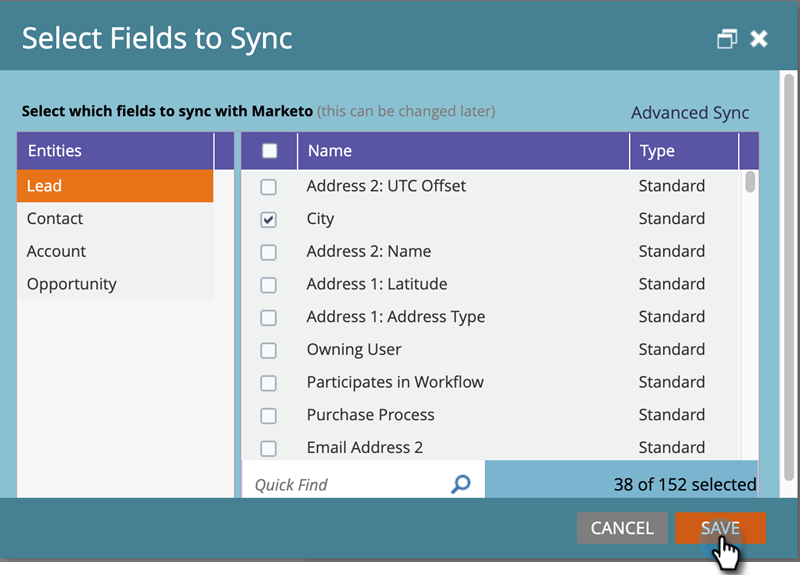 Select Fields to Sync
Select which fields to sync with Marketo (this can be changed later)
Advanced Sync
Entities
Name Type
Lead
Contact
Account
Opportunity
Address 2: UTC Offset Standard
City Standard
Address 2: Name Standard
Address 1: Latitude Standard
Address 1: Address Type Standard
Owning User Standard
Participates in Workflow Standard
Purchase Process Standard
Email Address 2 Standard
Quick Find
38 of 152 selected
CANCEL SAVE